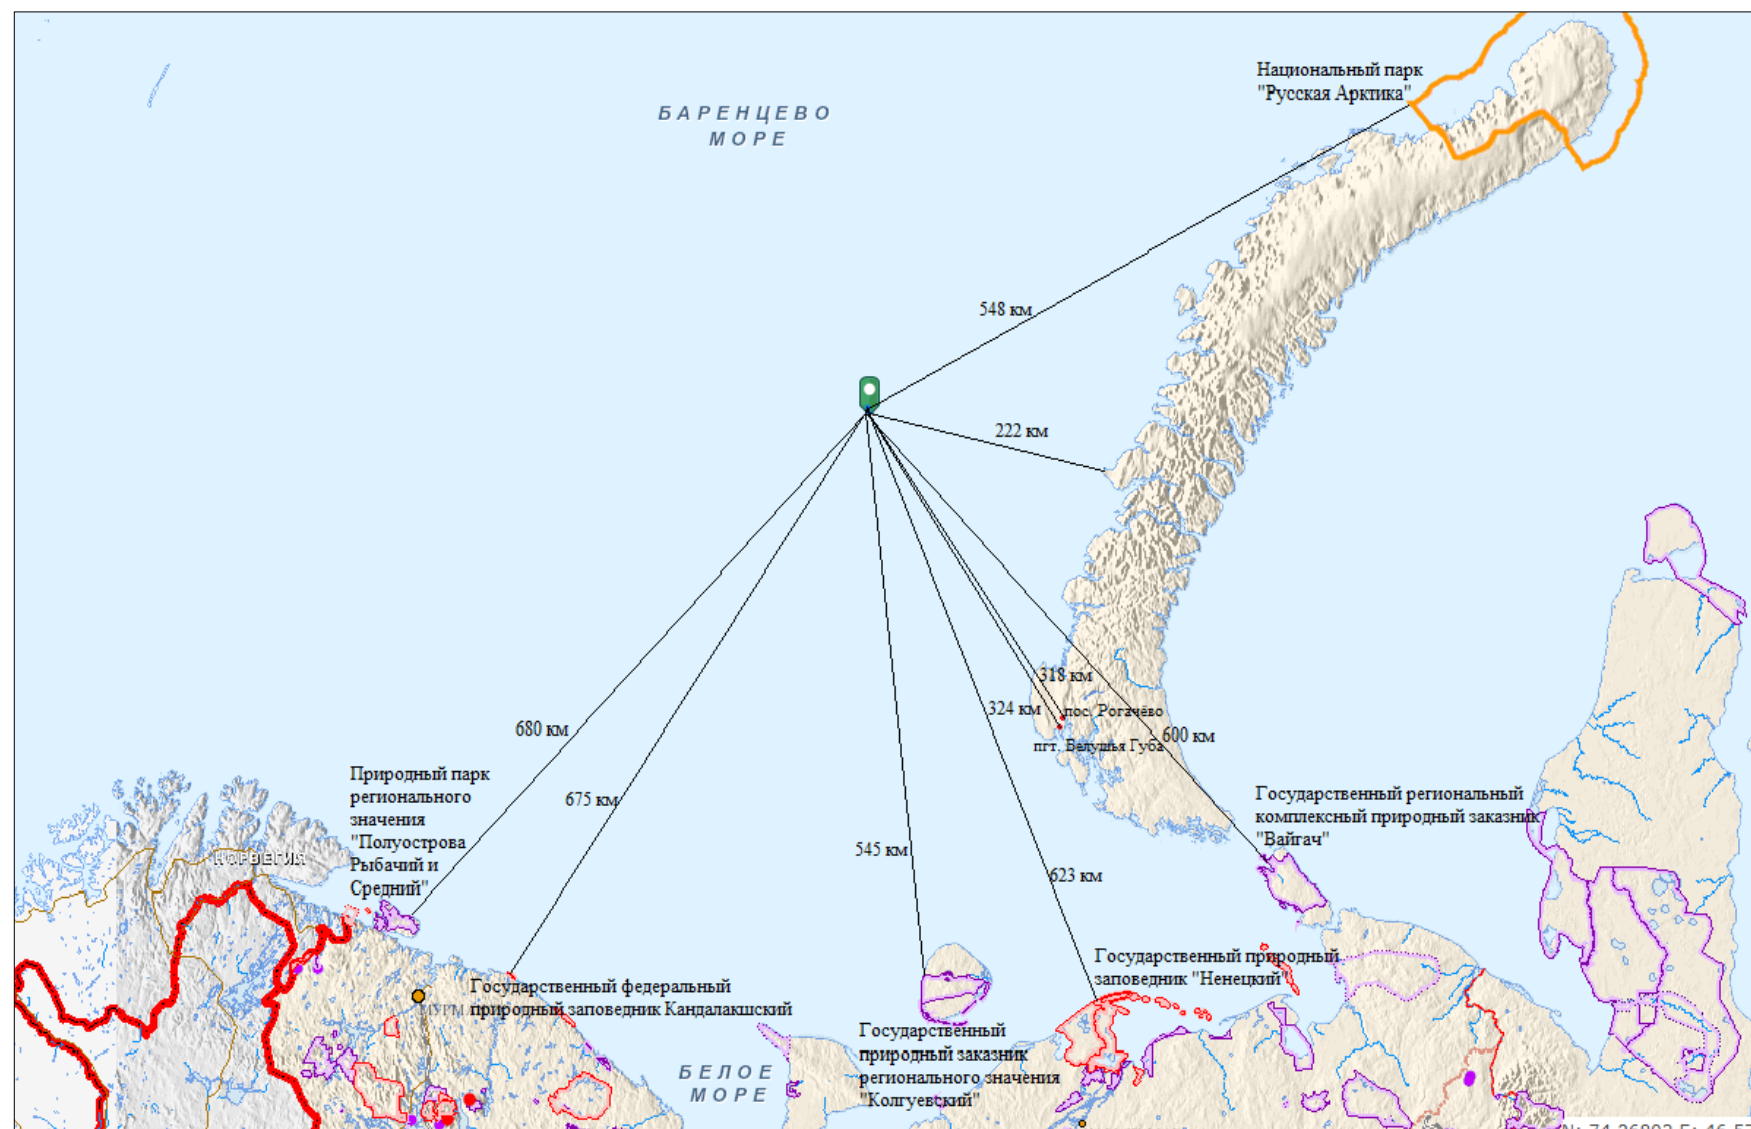 Национальный парк
"Русская Арктика"
БАРЕНЦЕВО
МОРЕ
548 км
222 км
318 км
324 км
пос. Рогачёво
пгт. Белушья Губа
600 км
680 км
675 км
545 км
623 км
Природный парк
регионального
значения
"Полуострова
Рыбачий и
Средний"
НОРВЕГИЯ
Государственный региональный
комплексный природный заказник
"Вайгач"
Государственный природный
заповедник "Ненецкий"
Государственный федеральный
МУРМ
природный заповедник Кандалакшский
Государственный
природный заказник
регионального значения
"Колгуевский"
БЕЛОЕ
МОРЕ